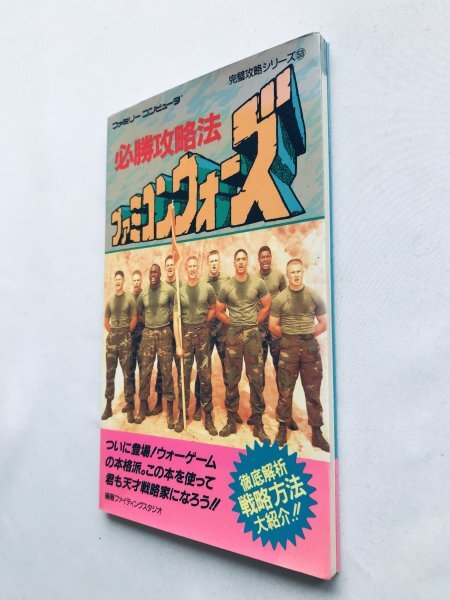 ファミリーコンピュータ
完璧攻略シリーズ53
必勝攻略法
ファミコンウォーズ
ついに登場!ウォーゲーム
の本格派。この本を使って
君も天才戦略家になろう!!
編著ファイティングスタジオ
徹底解析
戦略方法
大紹介!!